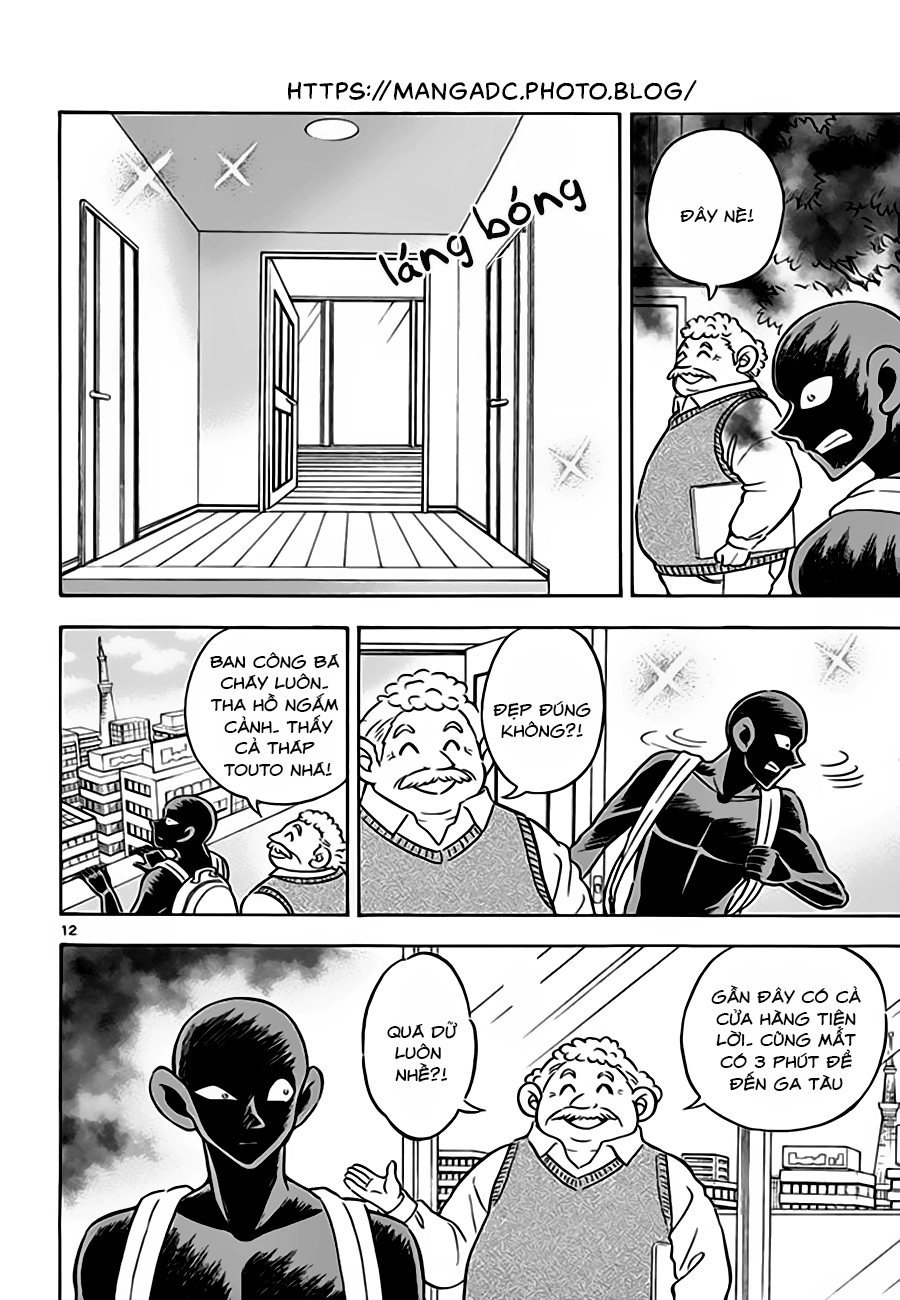 HTTPS://MANGADC.PHOTO.BLOG/
ĐÂY NÈ!
láng bóng
ĐẸP ĐÚNG
KHÔNG?!
BAN CÔNG BÁ
CHÁY LUÔN.
THA HỒ NGẮM
CẢNH. THẤY
CẢ THÁP
TOUTO NHÁ!
12
GẦN ĐÂY CÓ CẢ
CỬA HÀNG TIỆN
LỜI. CŨNG MẤT
CÓ 3 PHÚT ĐỂ
ĐẾN GA TÀU
QUÁ DỮ
LUÔN
NHỀ?!